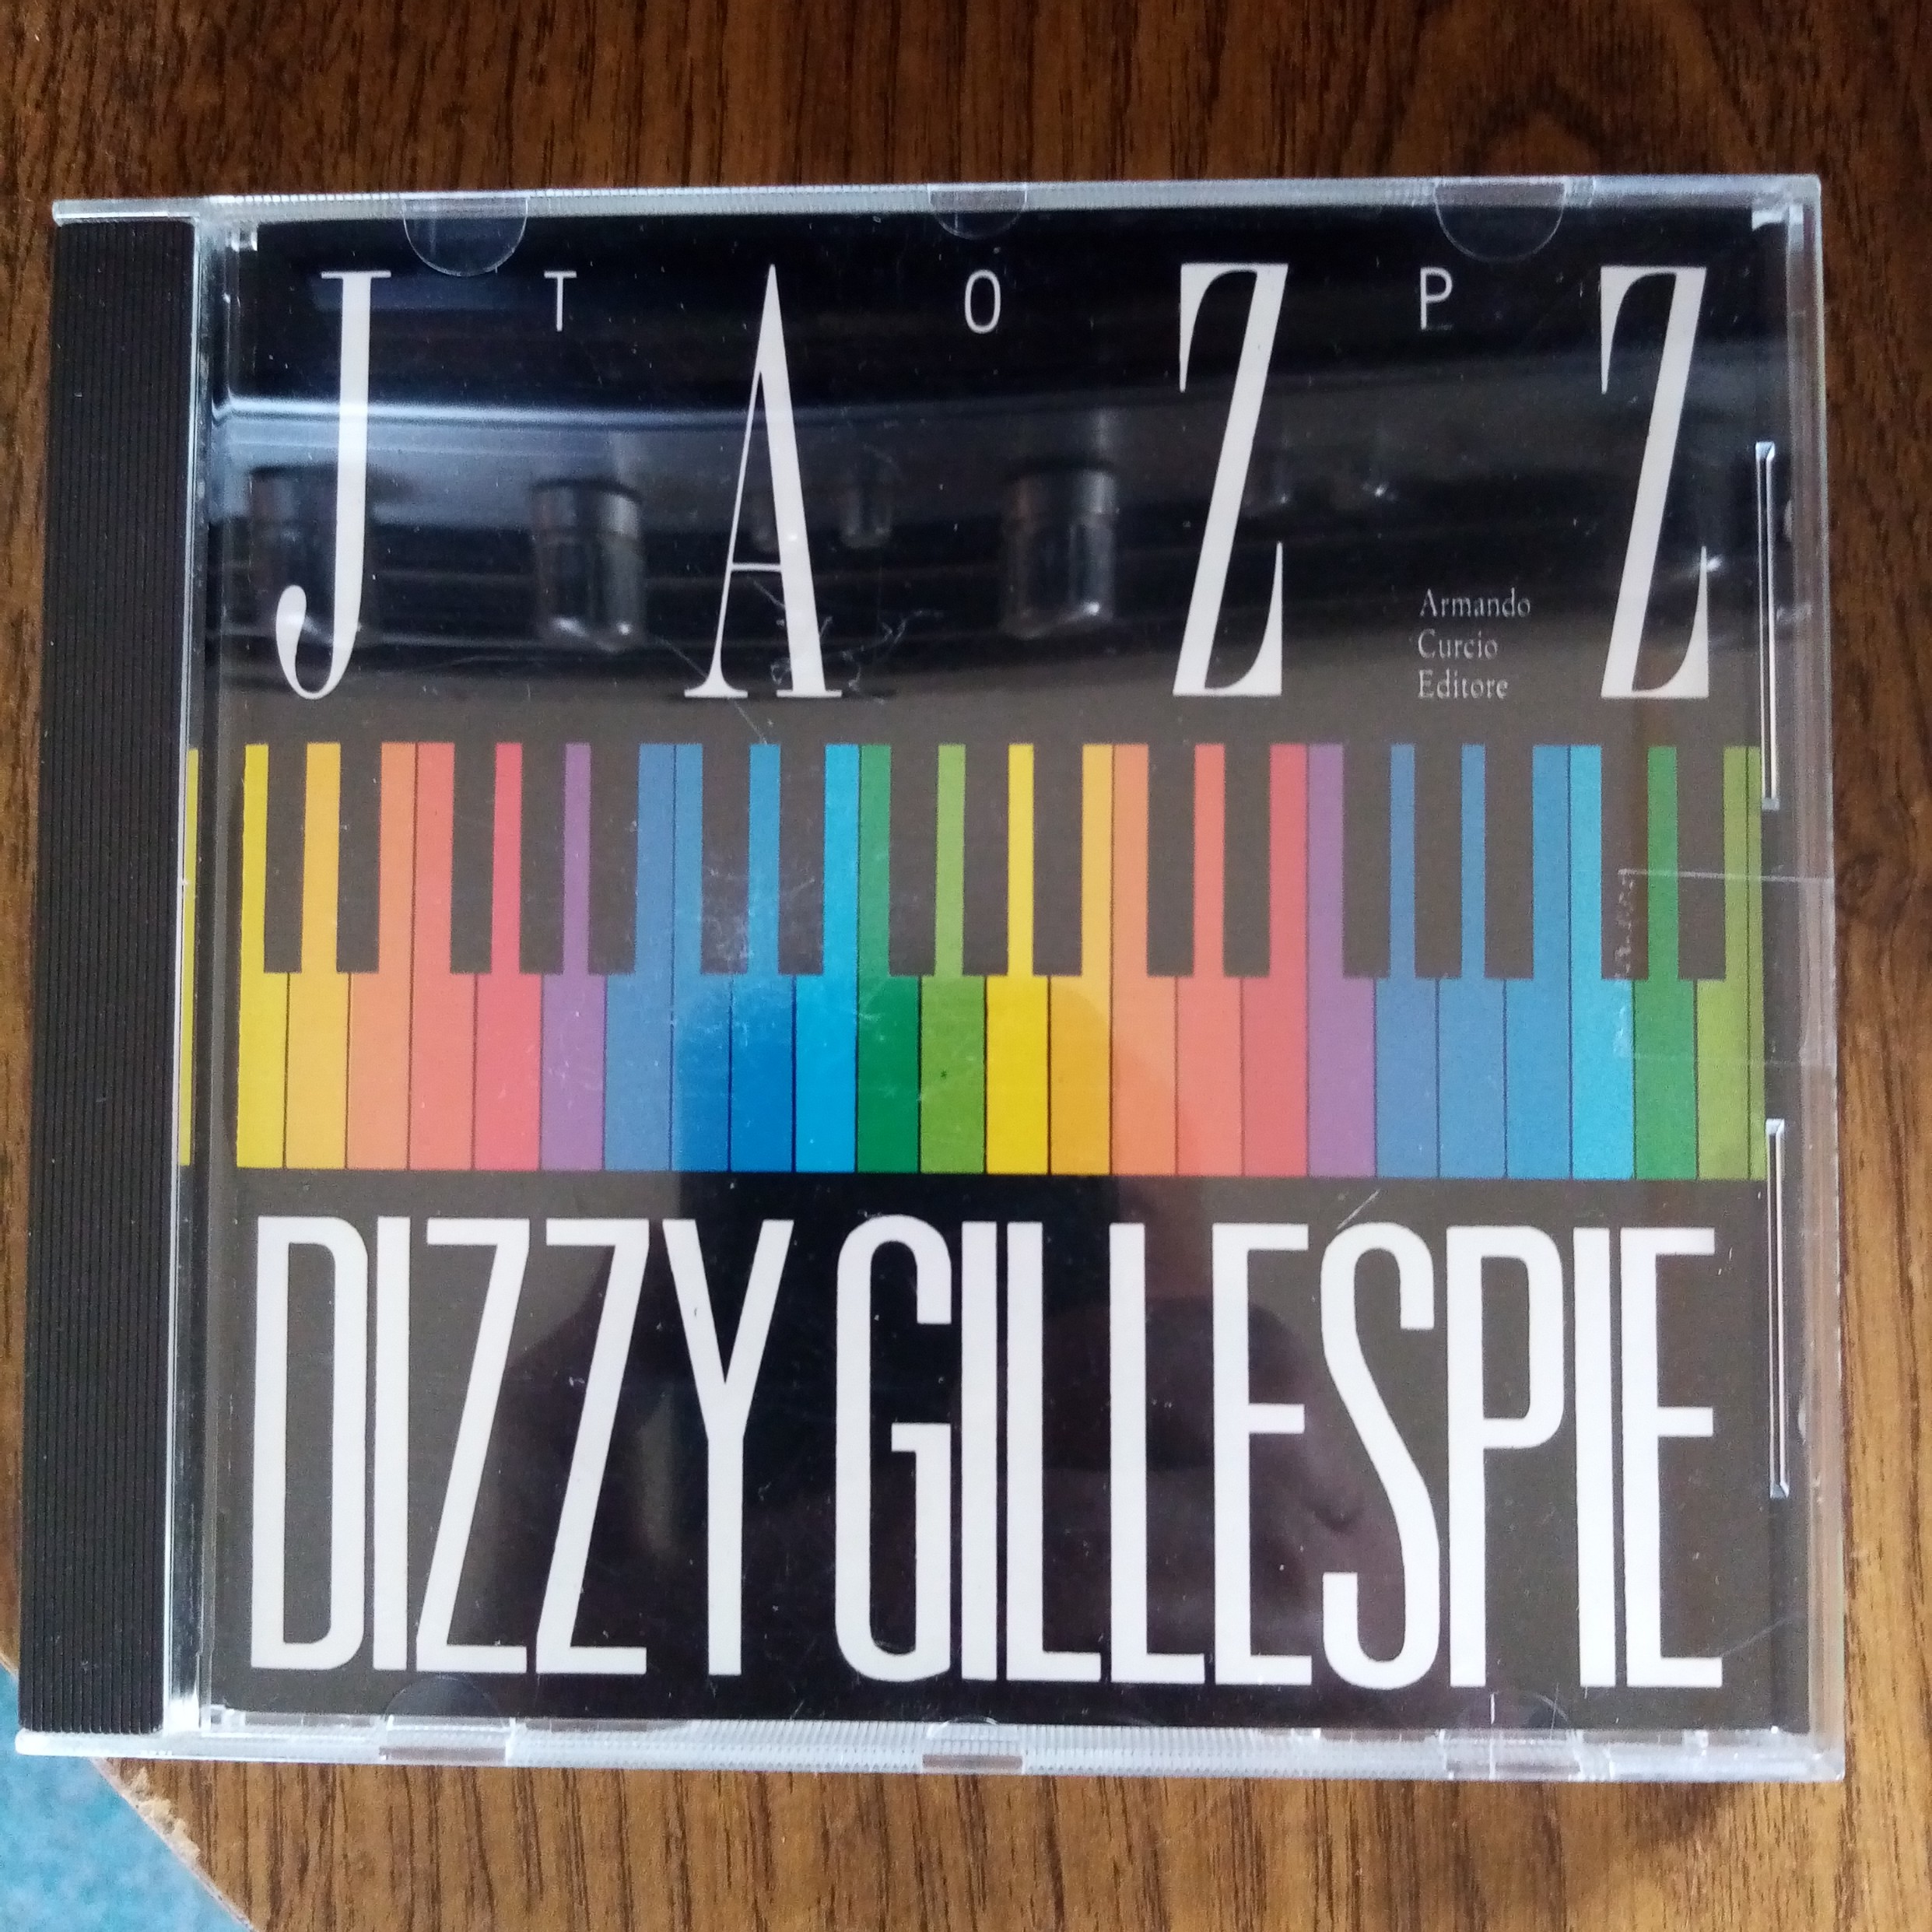 J T A O Z P Z
Armando
Curcio
Editore
DIZZY GILLESPIE